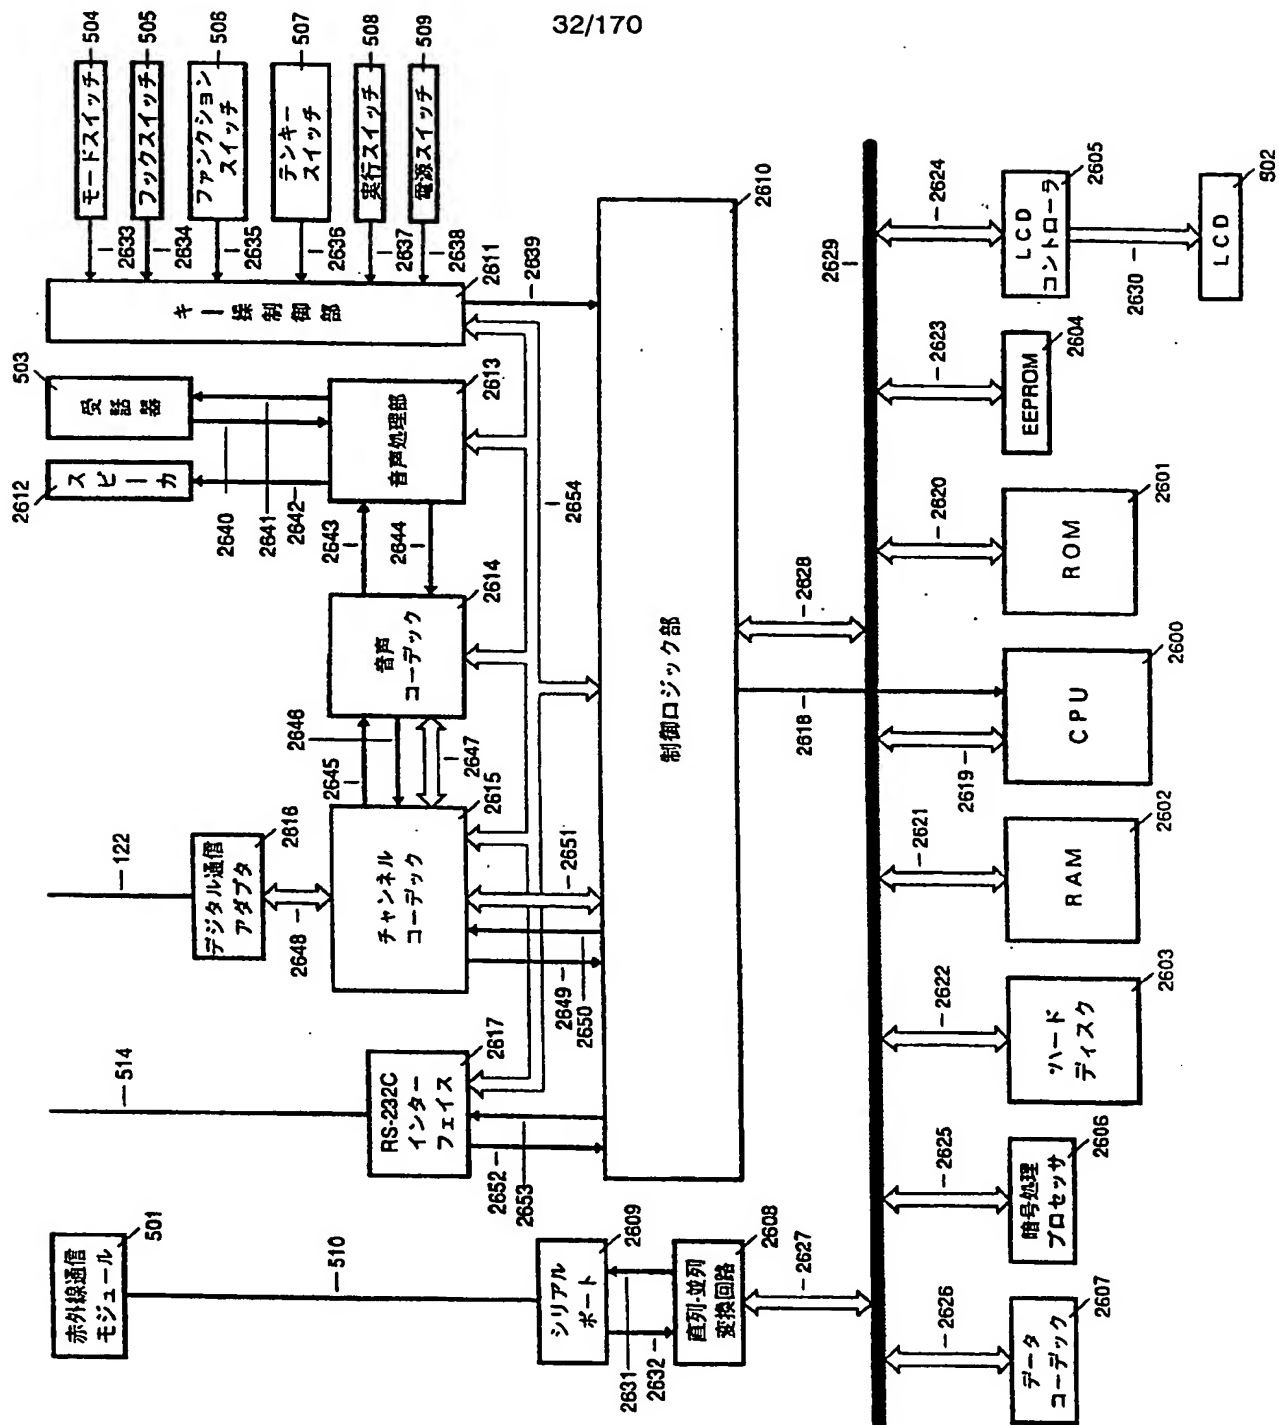 32/170
赤外線通信
モジュール
501
510
シリアル
ポート
2609
2631
2632
直列-並列
変換回路
2608
2627
514
RS-232C
インター
フェイス
2617
2652
2653
122
デジタル通信
アダプタ
2616
2648
チャンネル
コーデック
2615
2649
2650
2651
2645
2646
2647
音声
コーデック
2614
2643
2644
スピーカ
2612
受話器
503
2640
2641
2642
音声処理部
2613
2654
キー操制御部
2611
2639
モードスイッチ
504
フックスイッチ
505
ファンクション
スイッチ
506
テンキー
スイッチ
507
実行スイッチ
508
電源スイッチ
509
2633
2634
2635
2636
2637
2638
制御ロジック部
2610
2618
2628
2629
データ
コーデック
2607
2626
暗号処理
プロセッサ
2606
2625
ハード
ディスク
2603
2622
RAM
2602
2621
CPU
2600
2619
ROM
2601
2620
EEPROM
2604
2623
LCD
コントローラ
2605
2624
2630
LCD
502